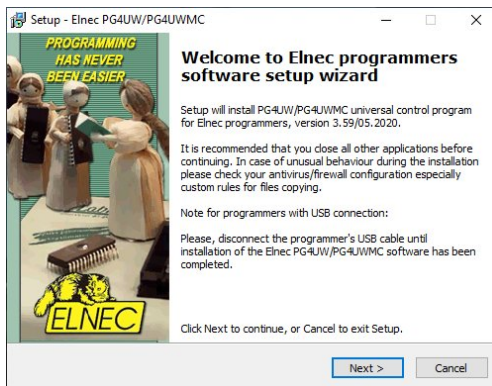 Setup - Elnec PG4UW/PG4UWMC
PROGRAMMING
HAS NEVER
BEEN EASIER
Welcome to Elnec programmers
software setup wizard
Setup will install PG4UW/PG4UWMC universal control program
for Elnec programmers, version 3.59/05.2020.
It is recommended that you close all other applications before
continuing. In case of unusual behaviour during the installation
please check your antivirus/firewall configuration especially
custom rules for files copying.
Note for programmers with USB connection:
Please, disconnect the programmer's USB cable until
installation of the Elnec PG4UW/PG4UWMC software has been
completed.
ELNEC
Click Next to continue, or Cancel to exit Setup.
Next >
Cancel